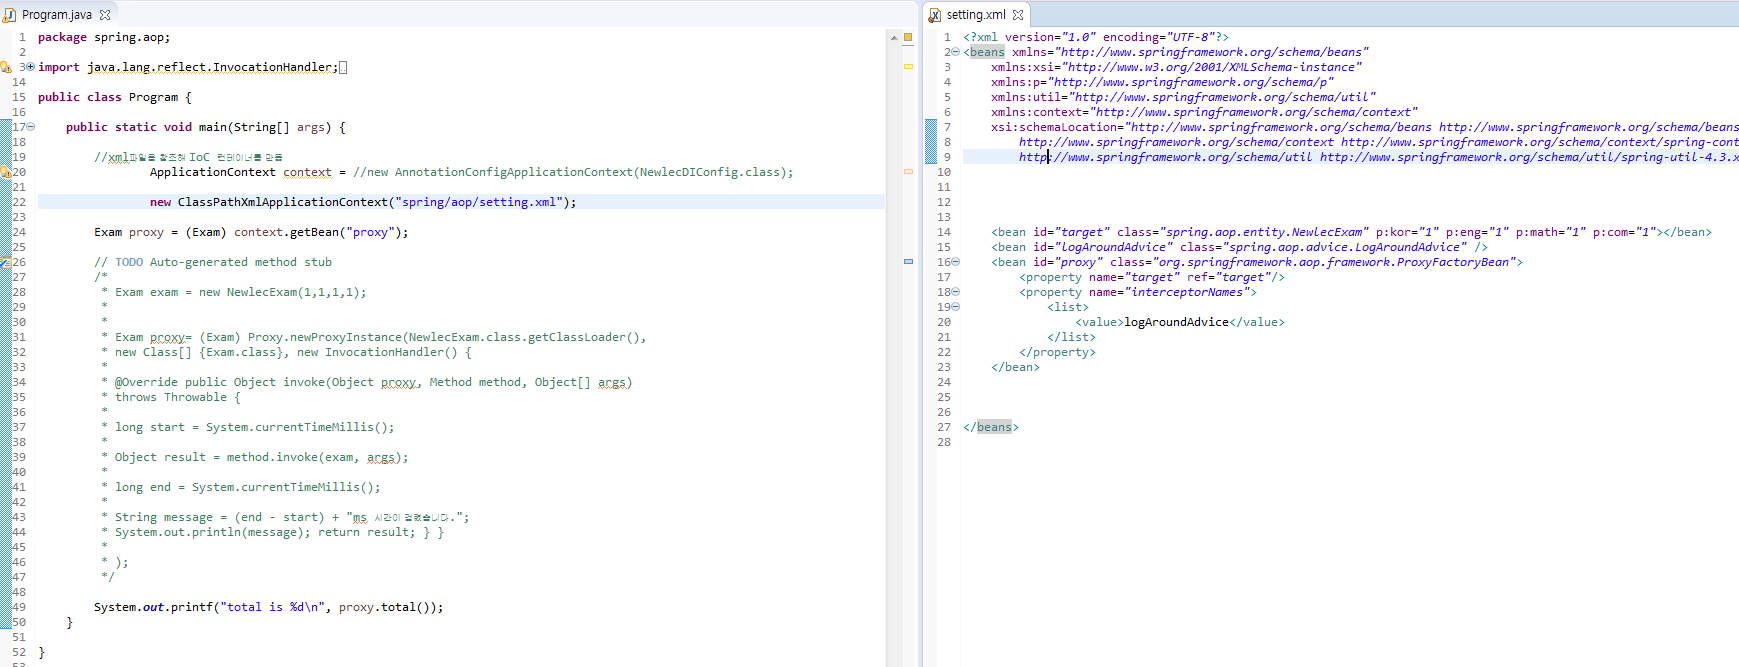 Program.java
1 package spring.aop;
2
3 import java.lang.reflect.InvocationHandler;
14
15 public class Program {
16
17 public static void main(String[] args) {
18
19 //xml파일을 참조해 IoC 컨테이너를 만듦
20 ApplicationContext context = //new AnnotationConfigApplicationContext(NewlecDIConfig.class);
21
22 new ClassPathXmlApplicationContext("spring/aop/setting.xml");
23
24 Exam proxy = (Exam) context.getBean("proxy");
25
26 // TODO Auto-generated method stub
27 /*
28 * Exam exam = new NewlecExam(1,1,1,1);
29 *
30 *
31 * Exam proxy= (Exam) Proxy.newProxyInstance(NewlecExam.class.getClassLoader(),
32 * new Class[] {Exam.class}, new InvocationHandler() {
33 *
34 * @Override public Object invoke(Object proxy, Method method, Object[] args)
35 * throws Throwable {
36 *
37 * long start = System.currentTimeMillis();
38 *
39 * Object result = method.invoke(exam, args);
40 *
41 * long end = System.currentTimeMillis();
42 *
43 * String message = (end - start) + "ms 시간이 걸렸습니다.";
44 * System.out.println(message); return result; } }
45 *
46 * );
47 */
48
49 System.out.printf("total is %d\n", proxy.total());
50 }
51
52 }
53
setting.xml
1 <?xml version="1.0" encoding="UTF-8"?>
2 <beans xmlns="http://www.springframework.org/schema/beans"
3 xmlns:xsi="http://www.w3.org/2001/XMLSchema-instance"
4 xmlns:p="http://www.springframework.org/schema/p"
5 xmlns:util="http://www.springframework.org/schema/util"
6 xmlns:context="http://www.springframework.org/schema/context"
7 xsi:schemaLocation="http://www.springframework.org/schema/beans http://www.springframework.org/schema/beans
8 http://www.springframework.org/schema/context http://www.springframework.org/schema/context/spring-cont
9 http://www.springframework.org/schema/util http://www.springframework.org/schema/util/spring-util-4.3.x
10
11
12
13
14 <bean id="target" class="spring.aop.entity.NewlecExam" p:kor="1" p:eng="1" p:math="1" p:com="1"></bean>
15 <bean id="logAroundAdvice" class="spring.aop.advice.LogAroundAdvice" />
16 <bean id="proxy" class="org.springframework.aop.framework.ProxyFactoryBean">
17 <property name="target" ref="target"/>
18 <property name="interceptorNames">
19 <list>
20 <value>logAroundAdvice</value>
21 </list>
22 </property>
23 </bean>
24
25
26
27 </beans>
28